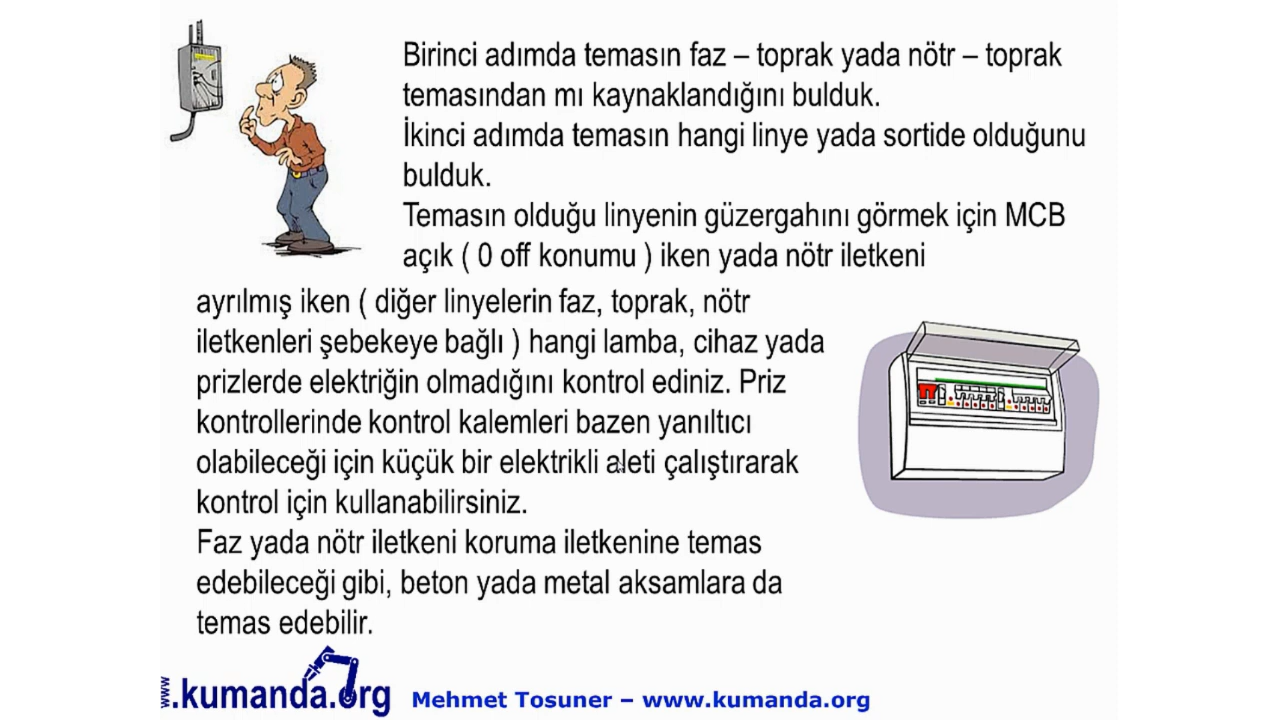 Birinci adımda temasın faz – toprak yada nötr – toprak
temasından mı kaynaklandığını bulduk.
İkinci adımda temasın hangi linye yada sortide olduğunu
bulduk.
Temasın olduğu linyenin güzergahını görmek için MCB
açık ( 0 off konumu ) iken yada nötr iletkeni
ayrılmış iken ( diğer linyelerin faz, toprak, nötr
iletkenleri şebekeye bağlı ) hangi lamba, cihaz yada
prizlerde elektriğin olmadığını kontrol ediniz. Priz
kontrollerinde kontrol kalemleri bazen yanıltıcı
olabileceği için küçük bir elektrikli aleti çalıştırarak
kontrol için kullanabilirsiniz.
Faz yada nötr iletkeni koruma iletkenine temas
edebileceği gibi, beton yada metal aksamlara da
temas edebilir.
www.kumanda.org
Mehmet Tosuner – www.kumanda.org